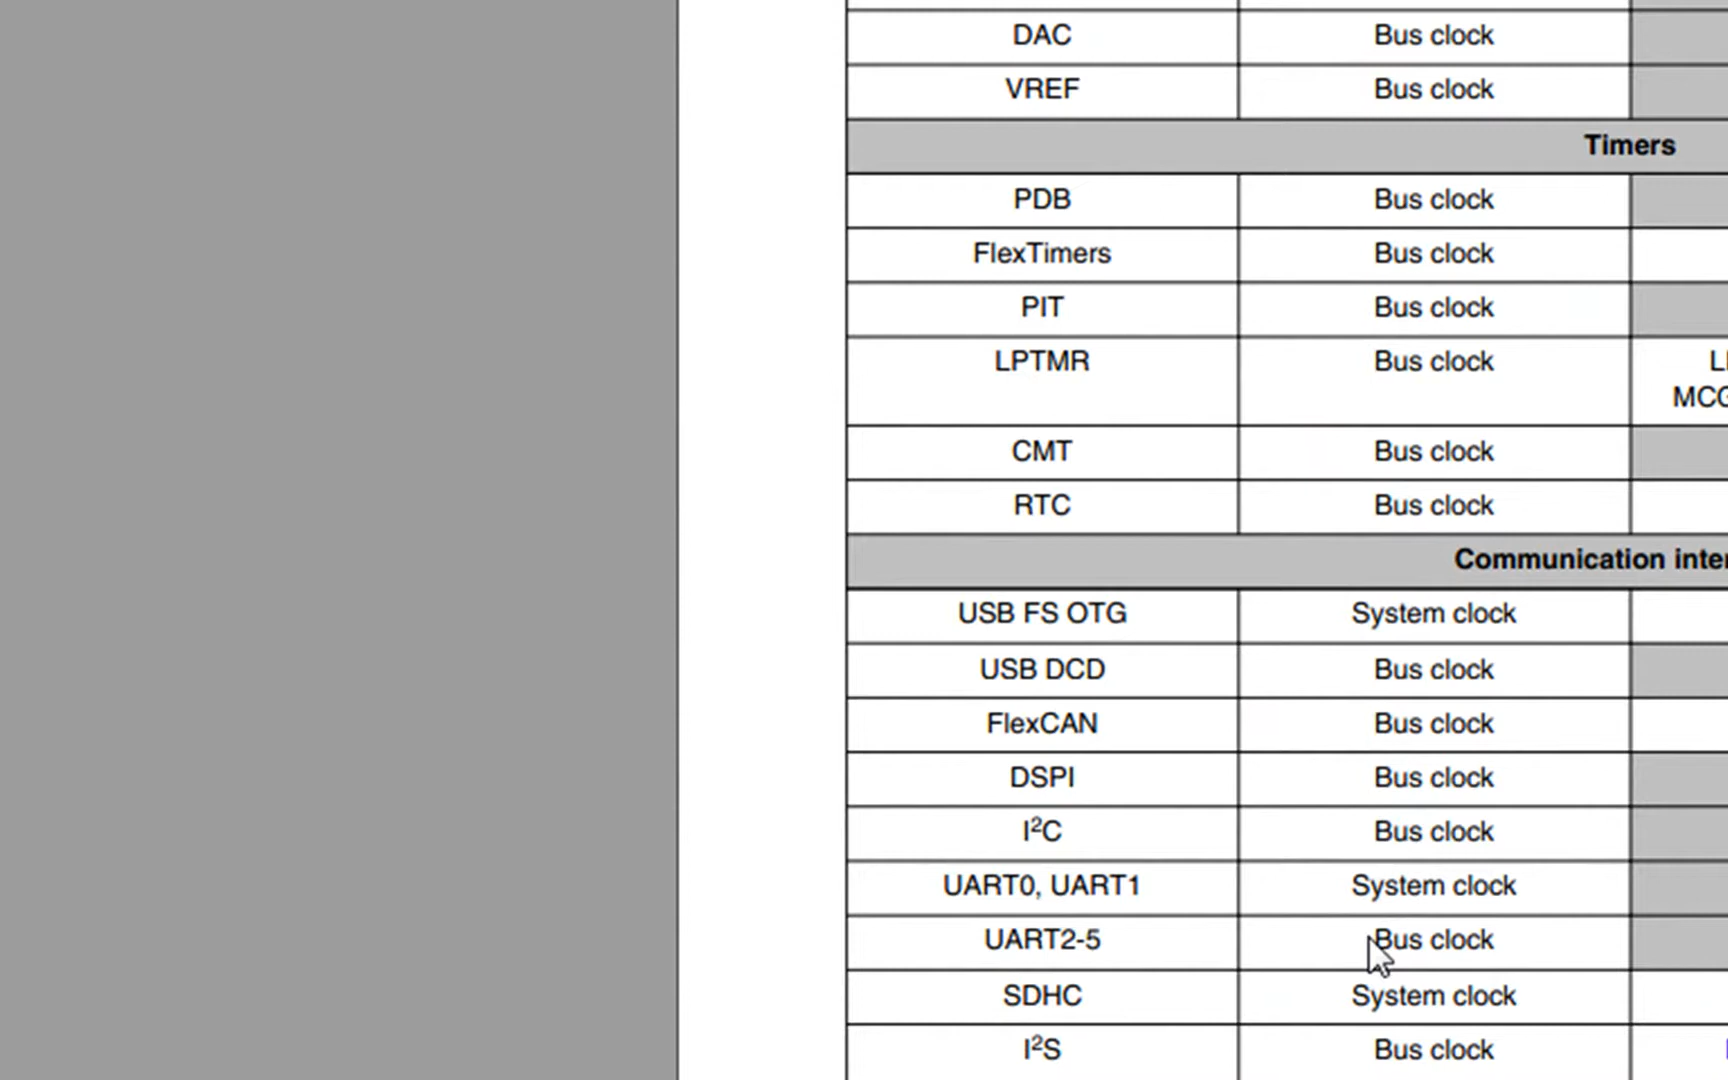 DAC Bus clock
VREF Bus clock
Timers
PDB Bus clock
FlexTimers Bus clock
PIT Bus clock
LPTMR Bus clock
CMT Bus clock
RTC Bus clock
Communication
USB FS OTG System clock
USB DCD Bus clock
FlexCAN Bus clock
DSPI Bus clock
I²C Bus clock
UART0, UART1 System clock
UART2-5 Bus clock
SDHC System clock
I²S Bus clock